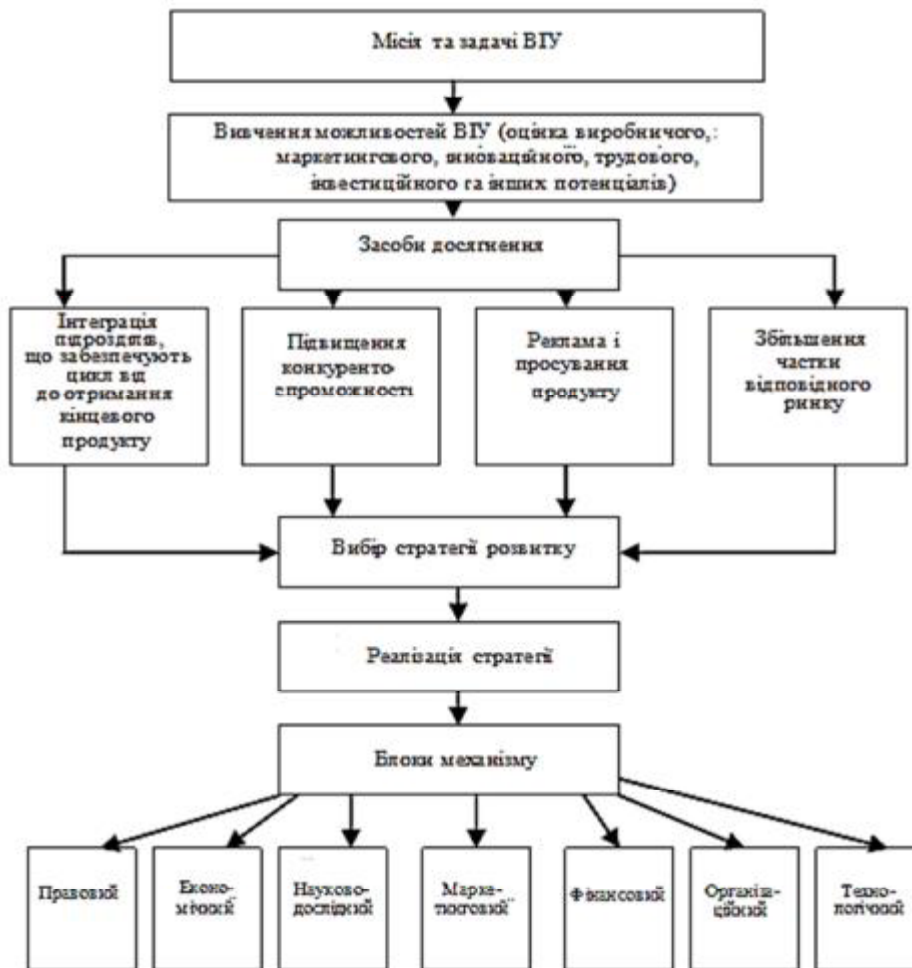 Місія та задачі ВІУ
Вивчення можливостей ВІУ (оцінка виробничого,:
маркетингового, інноваційного, трудового,
інвестиційного га інших потенціалів)
Засоби досягнення
Інтеграція
підрозділів,
що забезпечують
цикл від
до отримання
кінцевого
продукту
Підвищення
конкуренто-
спроможності
Реклама і
просування
продукту
Збільшення
частки
відповідного
ринку
Вибір стратегії розвитку
Реалізація стратегії
Блоки механізму
Правовий
Еконо-
мічний
Науково-
дослідний
Марке-
тинговий
Фінансовий
Організа-
ційний
Техно-
логічний